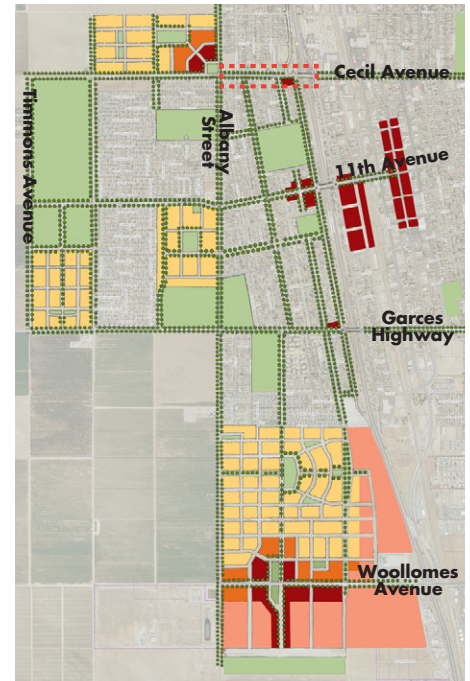 Cecil Avenue
Timmons Avenue
Albany
Street
11th Avenue
Garces
Highway
Woollomes
Avenue